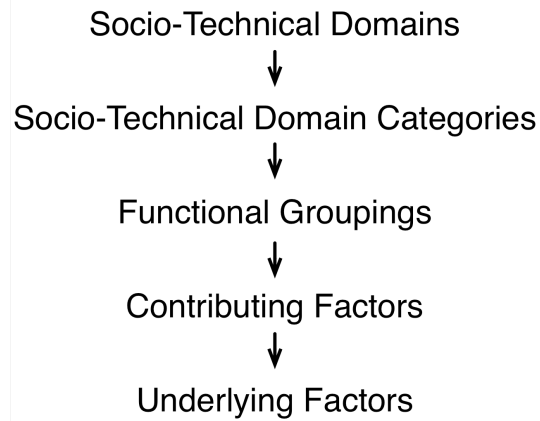 Socio-Technical Domains
Socio-Technical Domain Categories
Functional Groupings
Contributing Factors
Underlying Factors